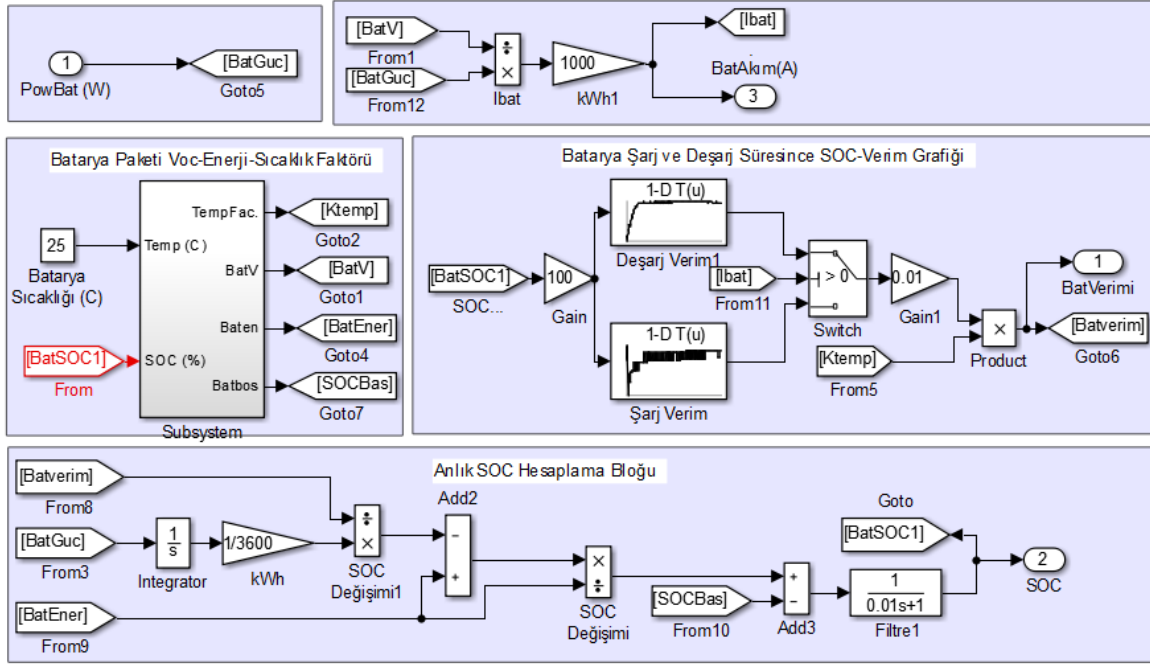 1
PowBat (W)
[BatGuc]
Goto5
[BatV]
From1
[BatGuc]
From12
÷
×
Ibat
1000
kWh1
[Ibat]
BatAkım(A)
3
Batarya Paketi Voc-Enerji-Sıcaklık Faktörü
25
Batarya
Sıcaklığı (C)
[BatSOC1]
From
Temp (C)
SOC (%)
TempFac.
BatV
Baten
Batbos
Subsystem
[Ktemp]
Goto2
[BatV]
Goto1
[BatEner]
Goto4
[SOCBas]
Goto7
Batarya Şarj ve Deşarj Süresince SOC-Verim Grafiği
[BatSOC1]
SOC...
100
Gain
1-D T(u)
Deşarj Verim1
[Ibat]
From11
1-D T(u)
Şarj Verim
> 0
Switch
0.01
Gain1
[Ktemp]
From5
×
Product
1
BatVerimi
[Batverim]
Goto6
Anlık SOC Hesaplama Bloğu
[Batverim]
From8
[BatGuc]
From3
1
s
Integrator
1/3600
kWh
[BatEner]
From9
÷
×
SOC
Değişimi1
Add2
−
+
×
÷
SOC
Değişimi
[SOCBas]
From10
+
−
Add3
1
0.01s+1
Filtre1
Goto
[BatSOC1]
2
SOC